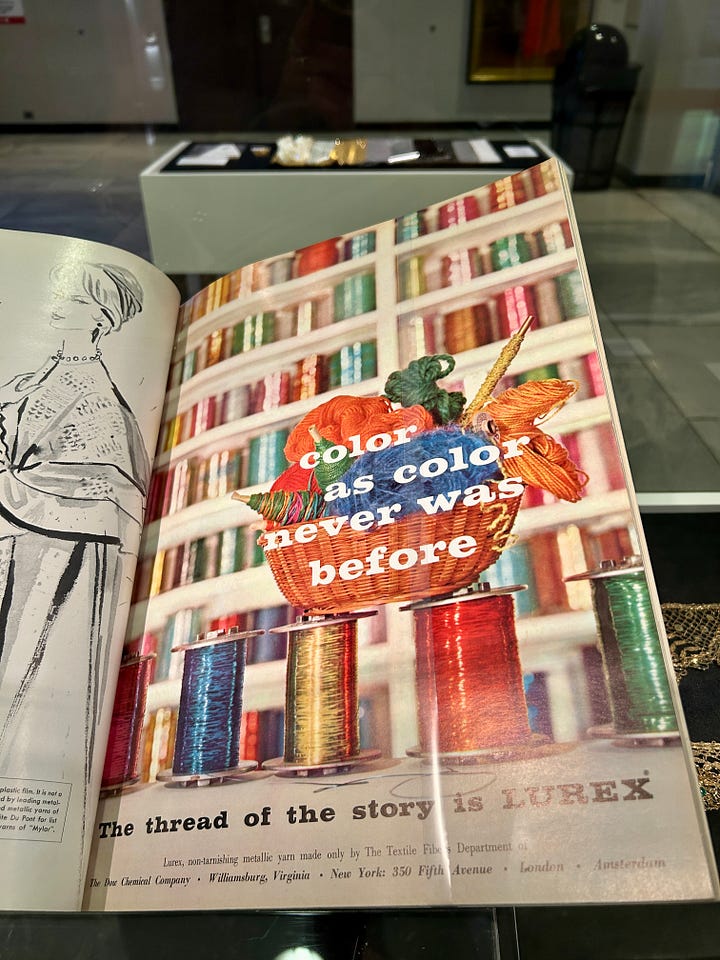 plastic film. It is not a
d by leading metal-
d metallic yarns of
ite Du Pont for list
yarns of "Mylar".
color
as color
never was
before
The thread of the story is LUREX®
Lurex, non-tarnishing metallic yarn made only by The Textile Fibers Department of
The Dow Chemical Company • Williamsburg, Virginia • New York: 350 Fifth Avenue • London • Amsterdam